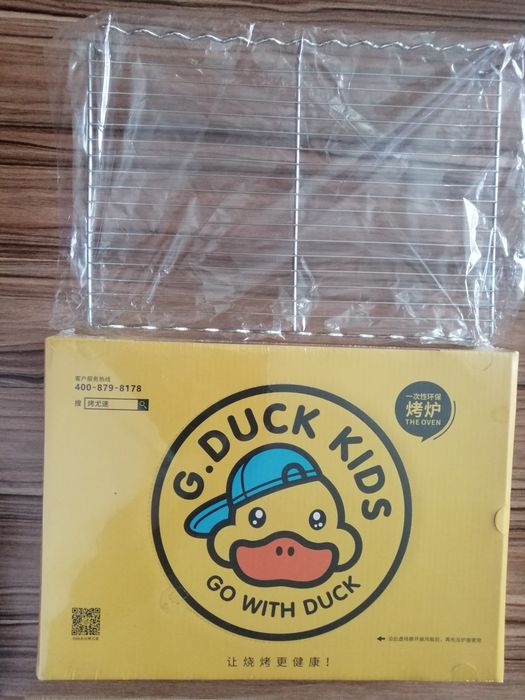 客户服务热线
400-879-8178
搜 烤尤速
一次性环保
烤炉
THE OVEN
G.DUCK KIDS
GO WITH DUCK
让烧烤更健康！